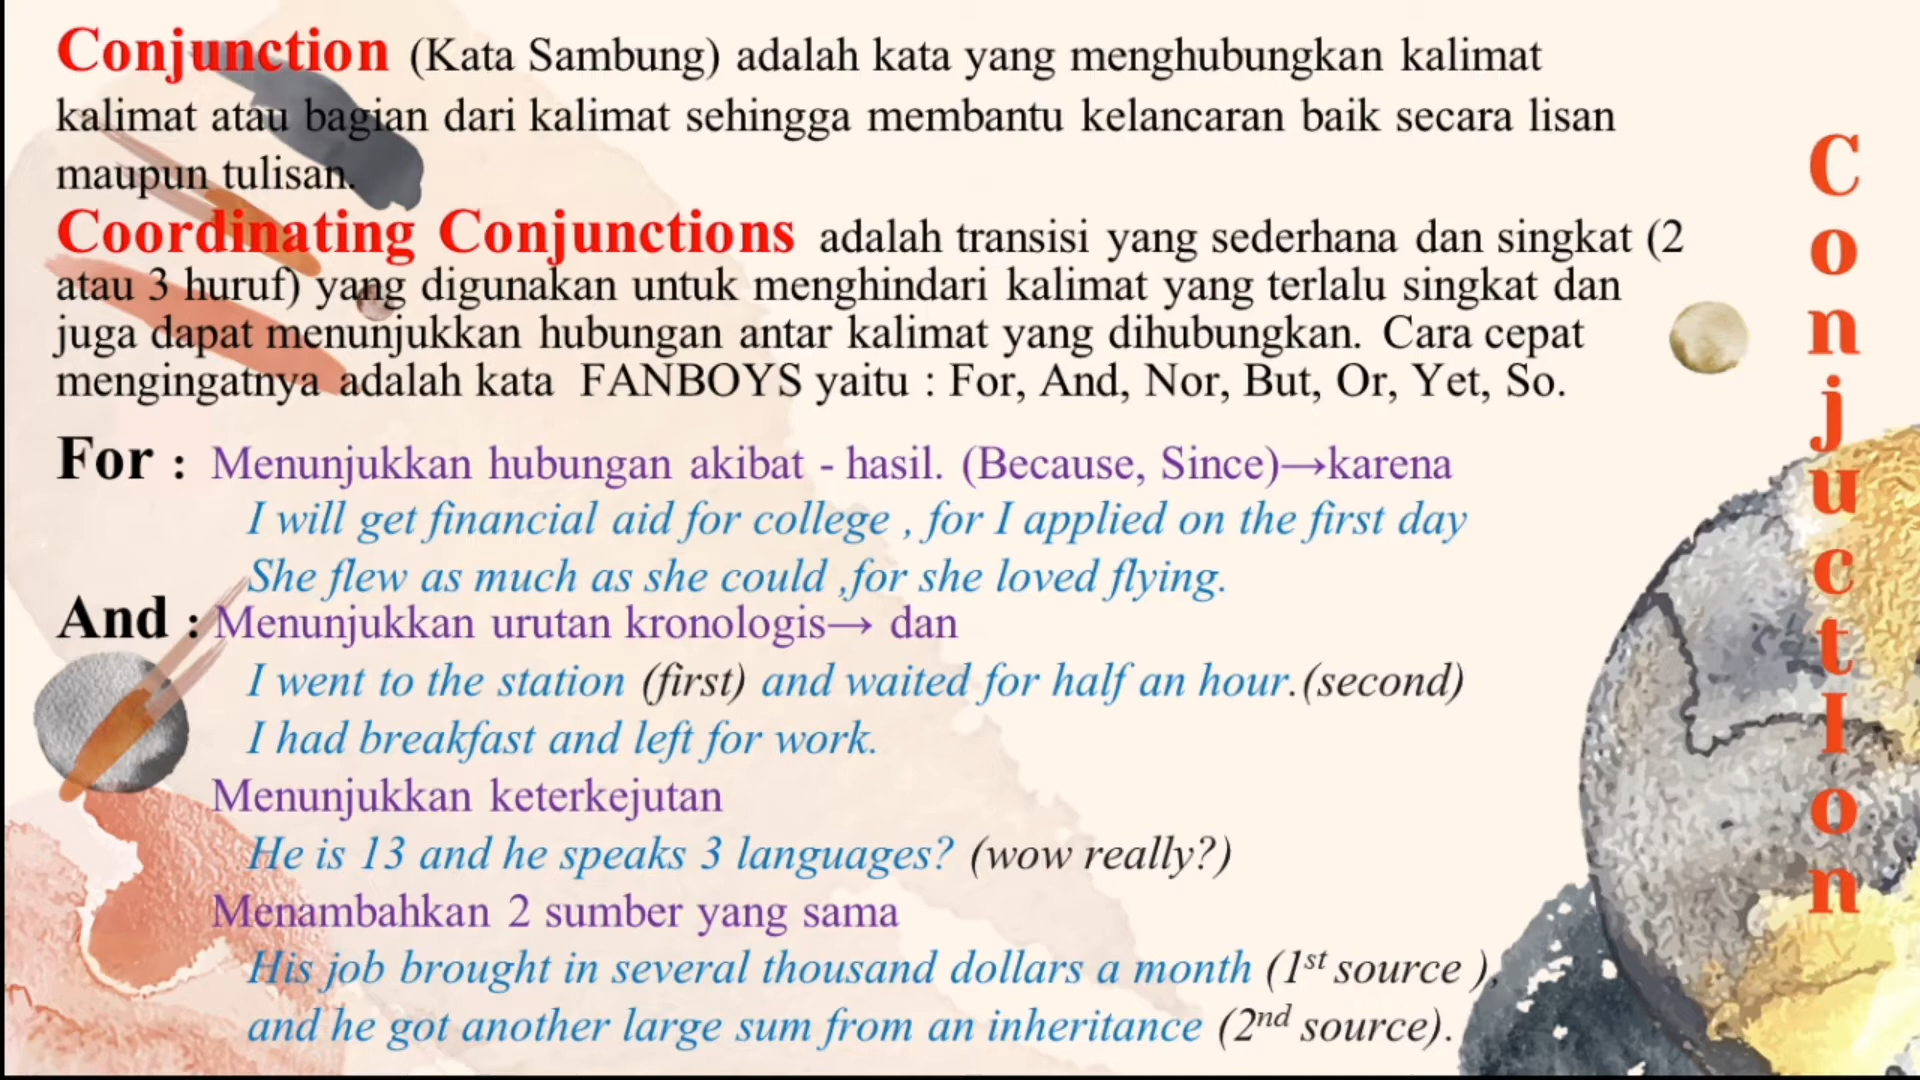 Conjunction (Kata Sambung) adalah kata yang menghubungkan kalimat
kalimat atau bagian dari kalimat sehingga membantu kelancaran baik secara lisan
maupun tulisan.
Coordinating Conjunctions adalah transisi yang sederhana dan singkat (2
atau 3 huruf) yang digunakan untuk menghindari kalimat yang terlalu singkat dan
juga dapat menunjukkan hubungan antar kalimat yang dihubungkan. Cara cepat
mengingatnya adalah kata FANBOYS yaitu : For, And, Nor, But, Or, Yet, So.
For : Menunjukkan hubungan akibat - hasil. (Because, Since)→karena
I will get financial aid for college , for I applied on the first day
She flew as much as she could ,for she loved flying.
And : Menunjukkan urutan kronologis→ dan
I went to the station (first) and waited for half an hour.(second)
I had breakfast and left for work.
Menunjukkan keterkejutan
He is 13 and he speaks 3 languages? (wow really?)
Menambahkan 2 sumber yang sama
His job brought in several thousand dollars a month (1st source ),
and he got another large sum from an inheritance (2nd source).
ConjuctIon